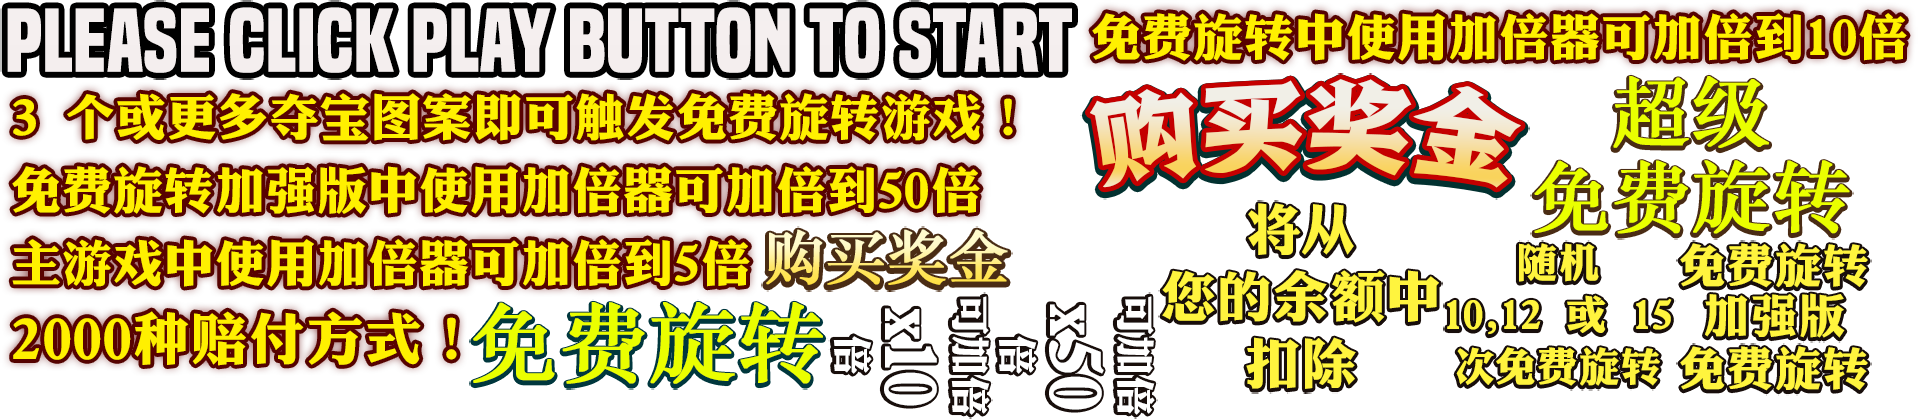 PLEASE CLICK PLAY BUTTON TO START
免费旋转中使用加倍器可加倍到10倍
3 个或更多夺宝图案即可触发免费旋转游戏！
购买奖金
超级
免费旋转
免费旋转加强版中使用加倍器可加倍到50倍
主游戏中使用加倍器可加倍到5倍
购买奖金
将从
您的余额中
扣除
随机
10,12 或 15
次免费旋转
免费旋转
加强版
免费旋转
2000种赔付方式！
免费旋转
可加倍
x10
倍
可加倍
x50
倍